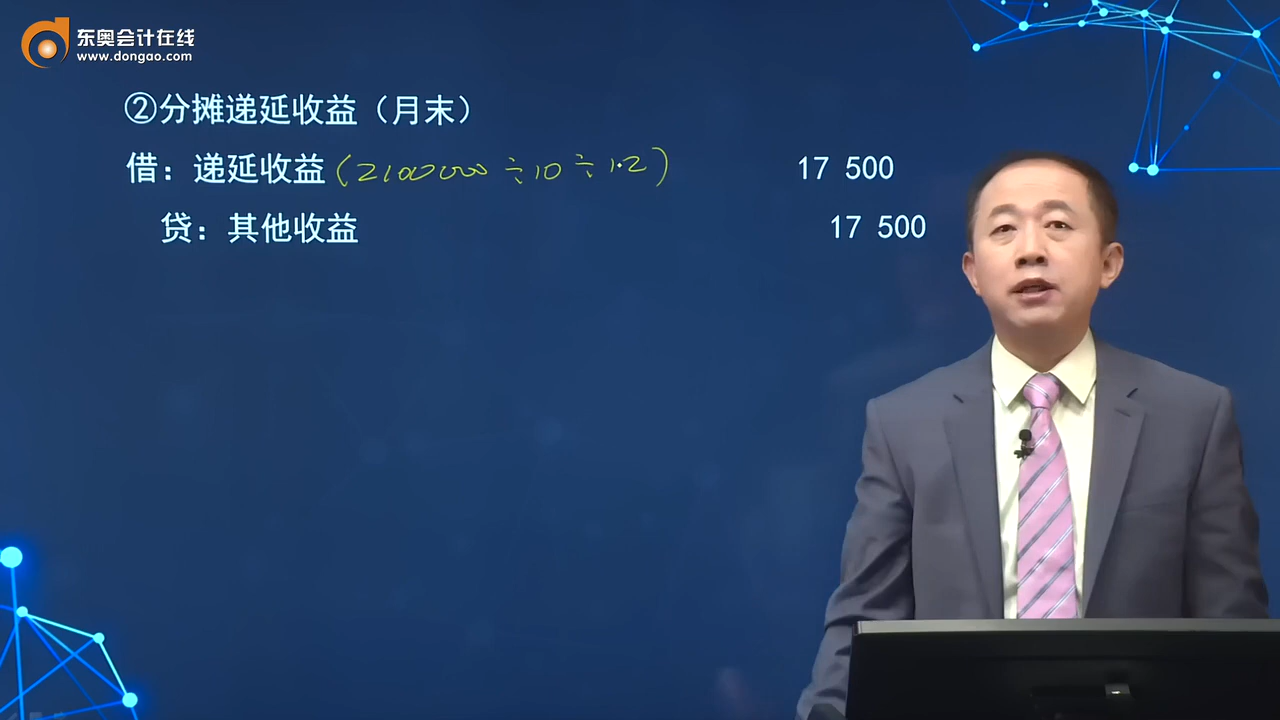 东奥会计在线
www.dongao.com
②分摊递延收益（月末）
借：递延收益(2100000÷10÷12) 17 500
贷：其他收益 17 500